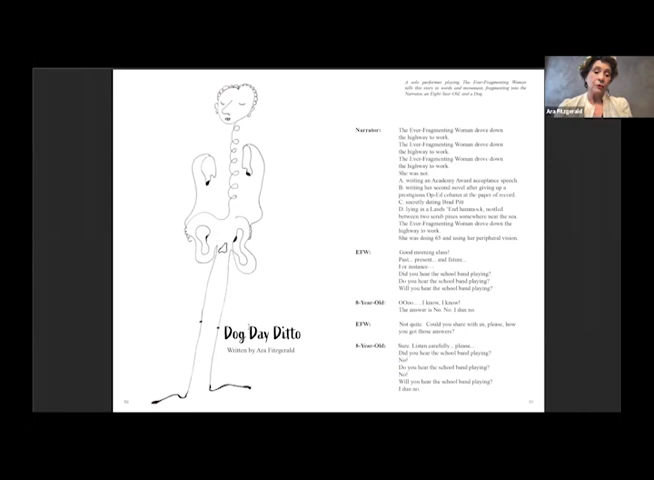 Dog Day Ditto
Written by Ara Fitzgerald
A solo performer playing The Ever-Fragmenting Woman
tells this story in words and movement, fragmenting into the
Narrator, an Eight-Year-Old and a Dog.
Narrator:
The Ever-Fragmenting Woman drove down
the highway to work.
The Ever-Fragmenting Woman drove down
the highway to work.
The Ever-Fragmenting Woman drove down
the highway to work.
She was not
A. writing an Academy Award acceptance speech
B. writing her second novel after giving up a
prestigious Op-Ed column at the paper of record.
C. secretly dating Brad Pitt
D. lying in a Lands 'End hammock, nestled
between two scrub pines somewhere near the sea.
The Ever-Fragmenting Woman drove down the
highway to work.
She was doing 65 and using her peripheral vision.
EFW:
Good morning class!
Past... present... and future...
For instance
Did you hear the school band playing?
Do you hear the school band playing?
Will you hear the school band playing?
8-Year-Old:
I know, I know!
The answer is No. No. I dun no
EFW:
Not quite. Could you share with us, please, how
you got those answers?
8-Year-Old:
Sure. Listen carefully... please...
Did you hear the school band playing?
No!
Do you hear the school band playing?
No!
Will you hear the school band playing?
I dun no
Ara Fitzgerald